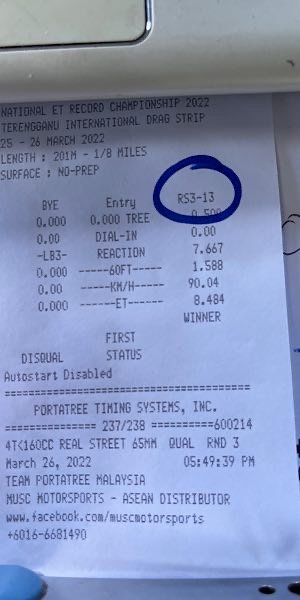 NATIONAL ET RECORD CHAMPIONSHIP 2022
TERENGGANU INTERNATIONAL DRAG STRIP
25 - 26 MARCH 2022
LENGTH : 201M - 1/8 MILES
SURFACE : NO-PREP
BYE Entry RS3-13
0.000 0.000 TREE 0.500
0.00 DIAL-IN 0.00
-LB3- REACTION 7.667
0.000 ------60FT----- 1.588
0.00 -----KM/H----- 90.04
0.000 ------ET----- 8.484
WINNER
FIRST
DISQUAL STATUS
Autostart Disabled
========================================
PORTATREE TIMING SYSTEMS, INC.
=============== 237/238 ==========600214
4T<160CC REAL STREET 65MM QUAL RND 3
March 26, 2022 05:49:39 PM
TEAM PORTATREE MALAYSIA
MUSC MOTORSPORTS - ASEAN DISTRIBUTOR
www.facebook.com/muscmotorsports
+6016-6681490